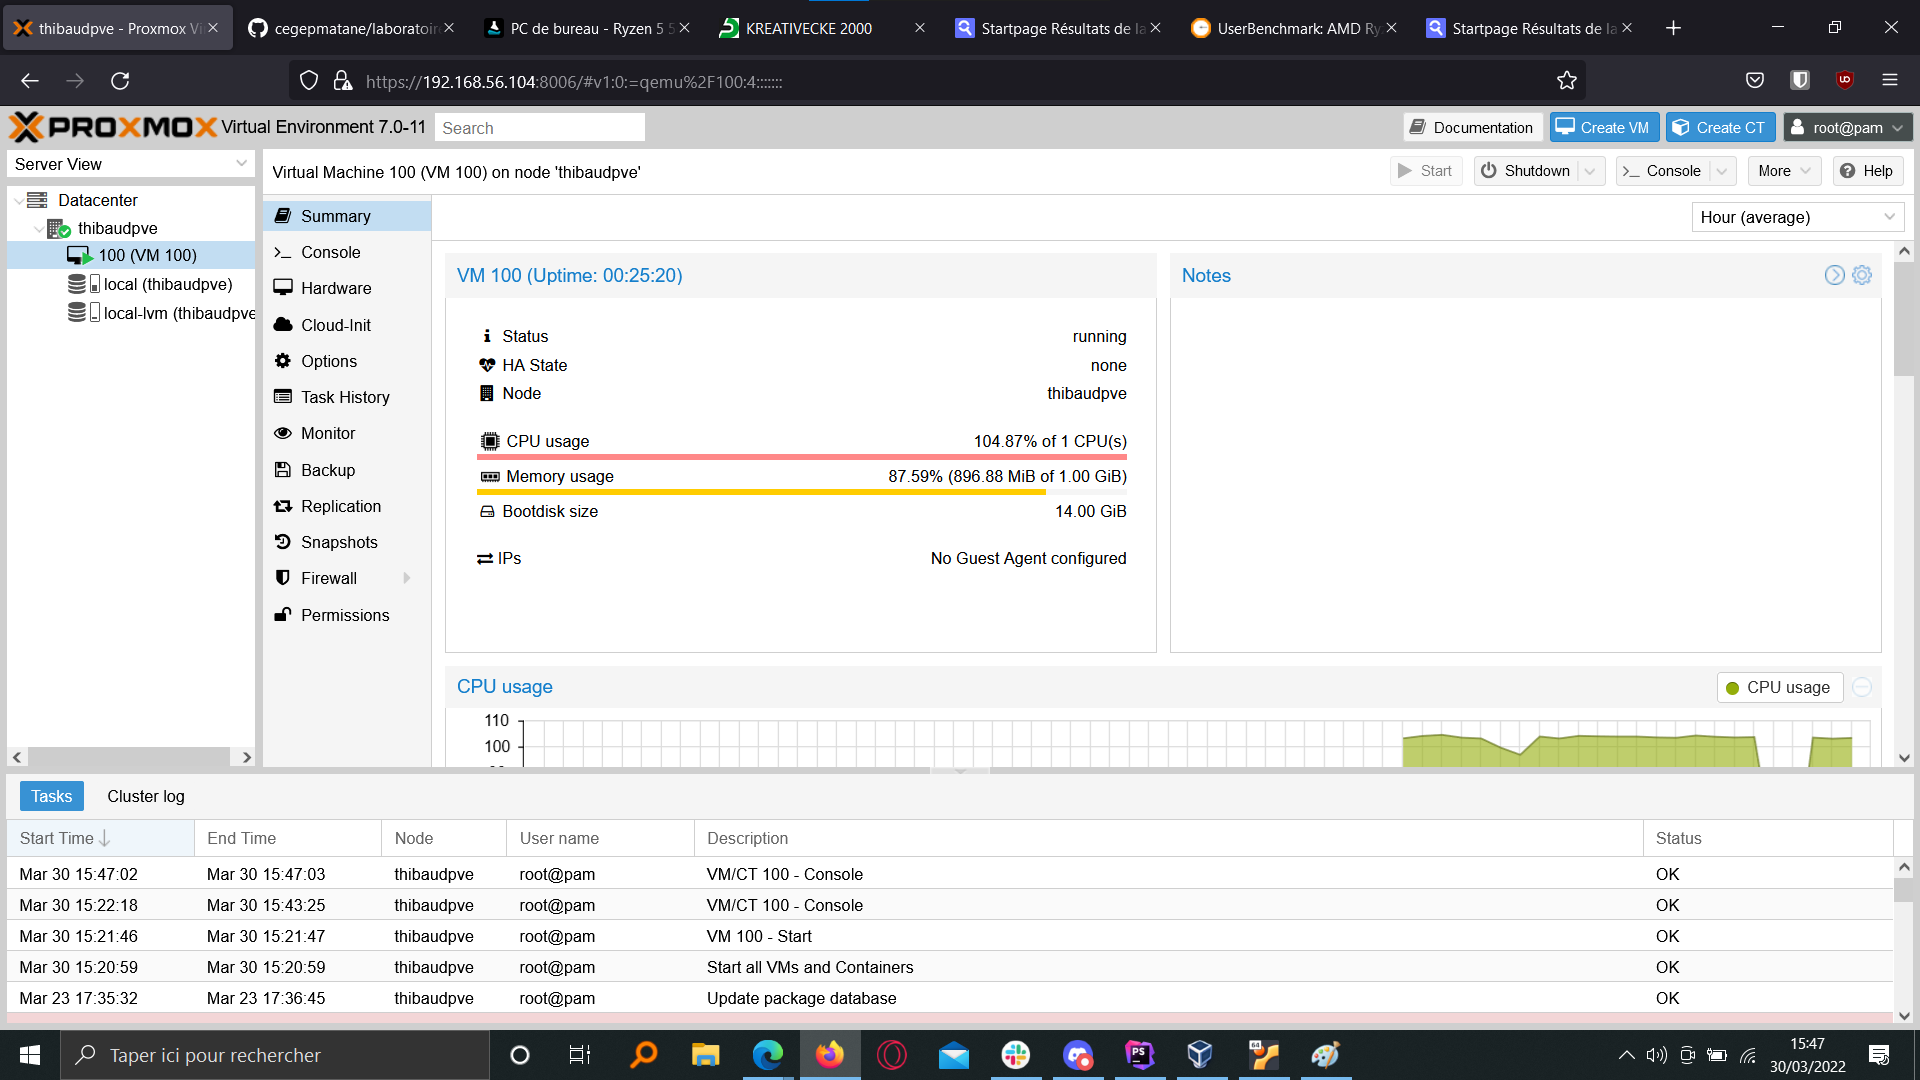 thibaudpve - Proxmox Vi
cegepmatane/laboratoir
PC de bureau - Ryzen 5 5
KREATIVECKE 2000
Startpage Résultats de la
UserBenchmark: AMD Ry
Startpage Résultats de la
https://192.168.56.104:8006/#v1:0:=qemu%2F100:4:::::::
PROXMOX Virtual Environment 7.0-11
Search
Documentation
Create VM
Create CT
root@pam
Server View
Virtual Machine 100 (VM 100) on node 'thibaudpve'
Start
Shutdown
Console
More
Help
Datacenter
thibaudpve
100 (VM 100)
local (thibaudpve)
local-lvm (thibaudpve
Summary
Console
Hardware
Cloud-Init
Options
Task History
Monitor
Backup
Replication
Snapshots
Firewall
Permissions
Hour (average)
VM 100 (Uptime: 00:25:20)
Status running
HA State none
Node thibaudpve
CPU usage 104.87% of 1 CPU(s)
Memory usage 87.59% (896.88 MiB of 1.00 GiB)
Bootdisk size 14.00 GiB
IPs No Guest Agent configured
Notes
CPU usage
CPU usage
110
100
Tasks
Cluster log
Start Time End Time Node User name Description Status
Mar 30 15:47:02 Mar 30 15:47:03 thibaudpve root@pam VM/CT 100 - Console OK
Mar 30 15:22:18 Mar 30 15:43:25 thibaudpve root@pam VM/CT 100 - Console OK
Mar 30 15:21:46 Mar 30 15:21:47 thibaudpve root@pam VM 100 - Start OK
Mar 30 15:20:59 Mar 30 15:20:59 thibaudpve root@pam Start all VMs and Containers OK
Mar 23 17:35:32 Mar 23 17:36:45 thibaudpve root@pam Update package database OK
Taper ici pour rechercher
PS
64
15:47
30/03/2022